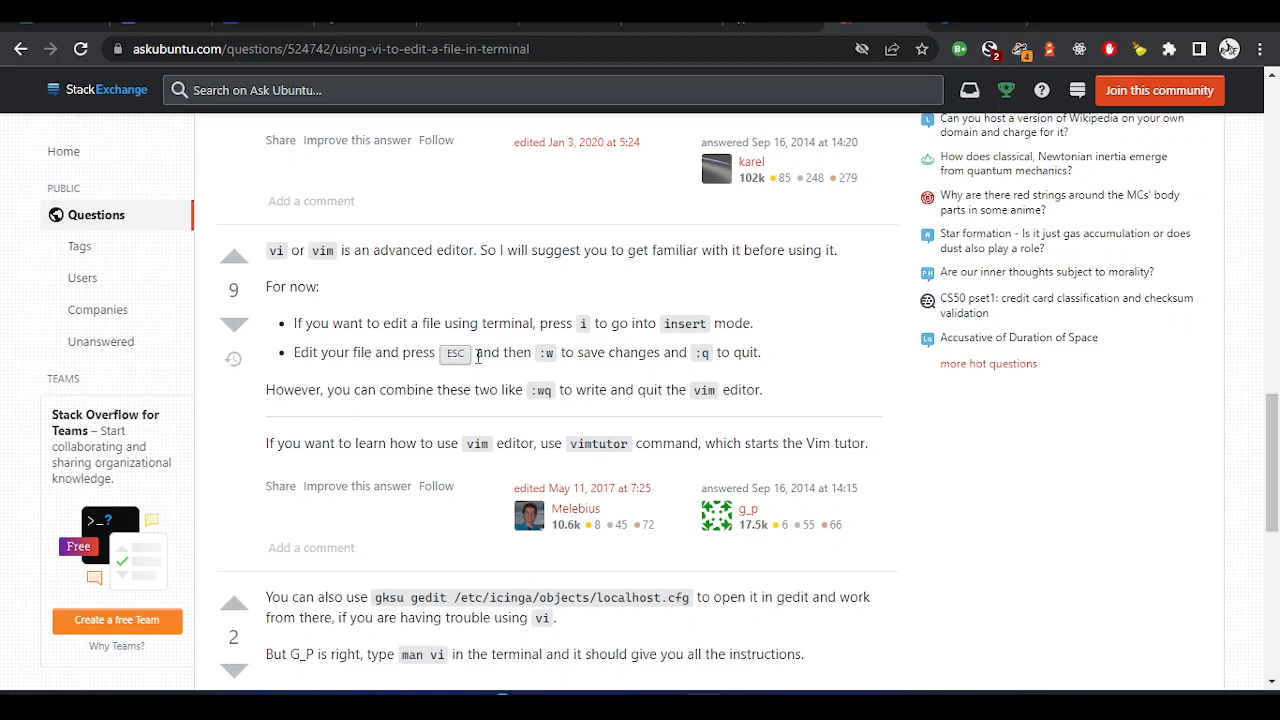 askubuntu.com/questions/524742/using-vi-to-edit-a-file-in-terminal
2
4
StackExchange
Search on Ask Ubuntu...
Join this community
Home
PUBLIC
Questions
Tags
Users
Companies
Unanswered
TEAMS
Stack Overflow for
Teams – Start
collaborating and
sharing organizational
knowledge.
>_?
Free
Create a free Team
Why Teams?
Share Improve this answer Follow
edited Jan 3, 2020 at 5:24
answered Sep 16, 2014 at 14:20
karel
102k 85 248 279
Add a comment
9
vi or vim is an advanced editor. So I will suggest you to get familiar with it before using it.
For now:
• If you want to edit a file using terminal, press i to go into insert mode.
• Edit your file and press ESC and then :w to save changes and :q to quit.
However, you can combine these two like :wq to write and quit the vim editor.
If you want to learn how to use vim editor, use vimtutor command, which starts the Vim tutor.
Share Improve this answer Follow
edited May 11, 2017 at 7:25
Melebius
10.6k 8 45 72
answered Sep 16, 2014 at 14:15
g_p
17.5k 6 55 66
Add a comment
2
You can also use gksu gedit /etc/icinga/objects/localhost.cfg to open it in gedit and work
from there, if you are having trouble using vi.
But G_P is right, type man vi in the terminal and it should give you all the instructions.
Can you host a version of Wikipedia on your own
domain and charge for it?
How does classical, Newtonian inertia emerge
from quantum mechanics?
Why are there red strings around the MCs' body
parts in some anime?
Star formation - Is it just gas accumulation or does
dust also play a role?
Are our inner thoughts subject to morality?
CS50 pset1: credit card classification and checksum
validation
Accusative of Duration of Space
more hot questions